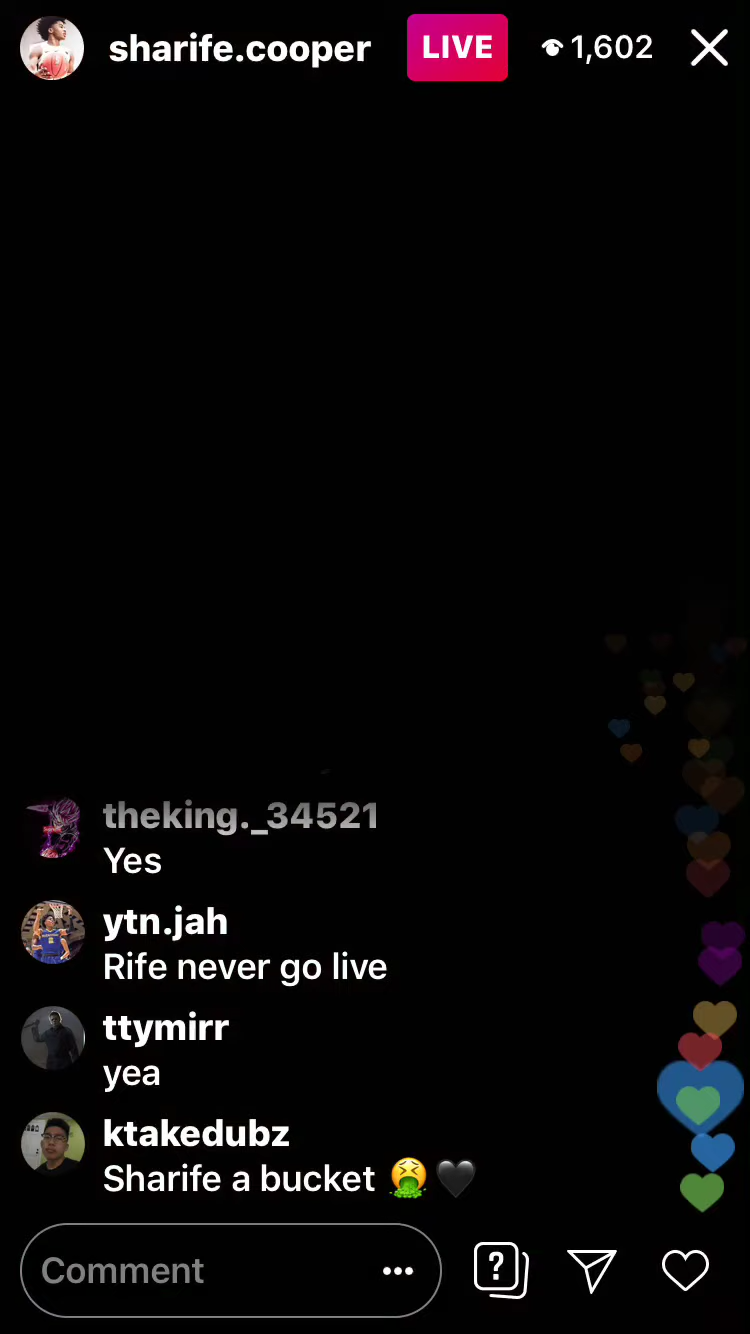 sharife.cooper
LIVE
1,602
theking._34521
Yes
ytn.jah
Rife never go live
ttymirr
yea
ktakedubz
Sharife a bucket 🤮🖤
Comment
?